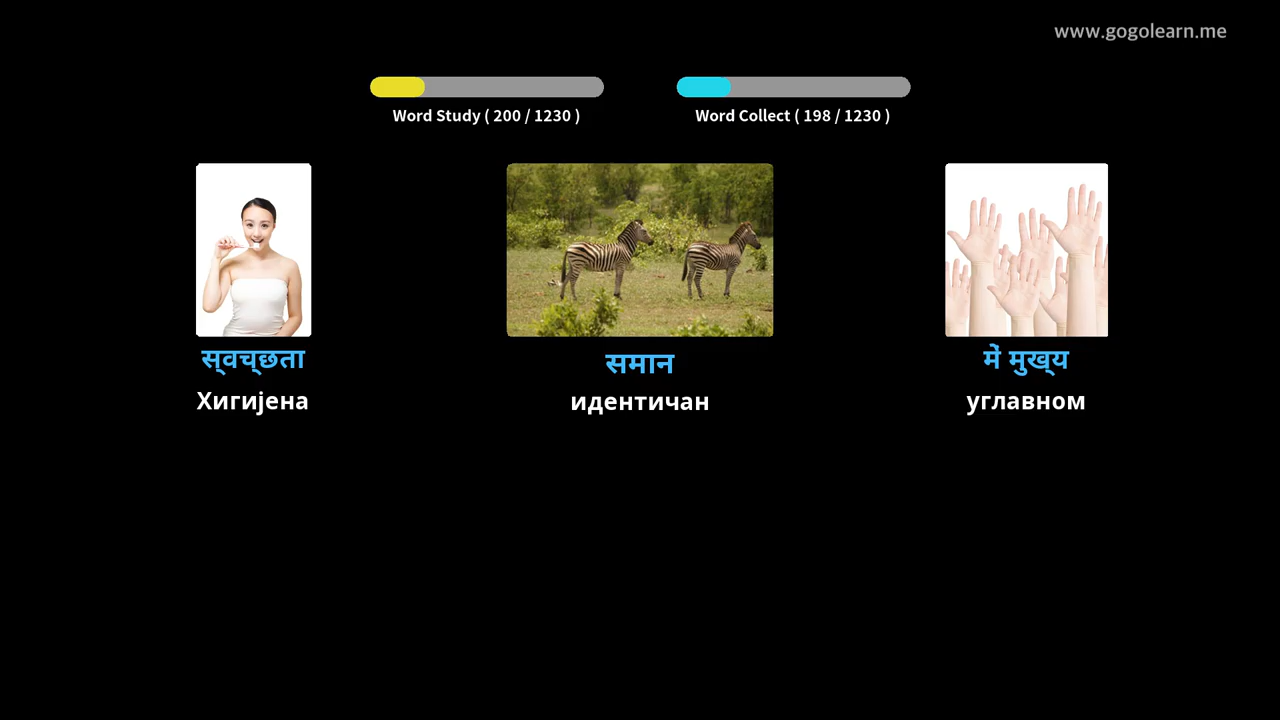 www.gogolearn.me
Word Study ( 200 / 1230 )
Word Collect ( 198 / 1230 )
स्वच्छता
समान
में मुख्य
Хигијена
идентичан
углавном